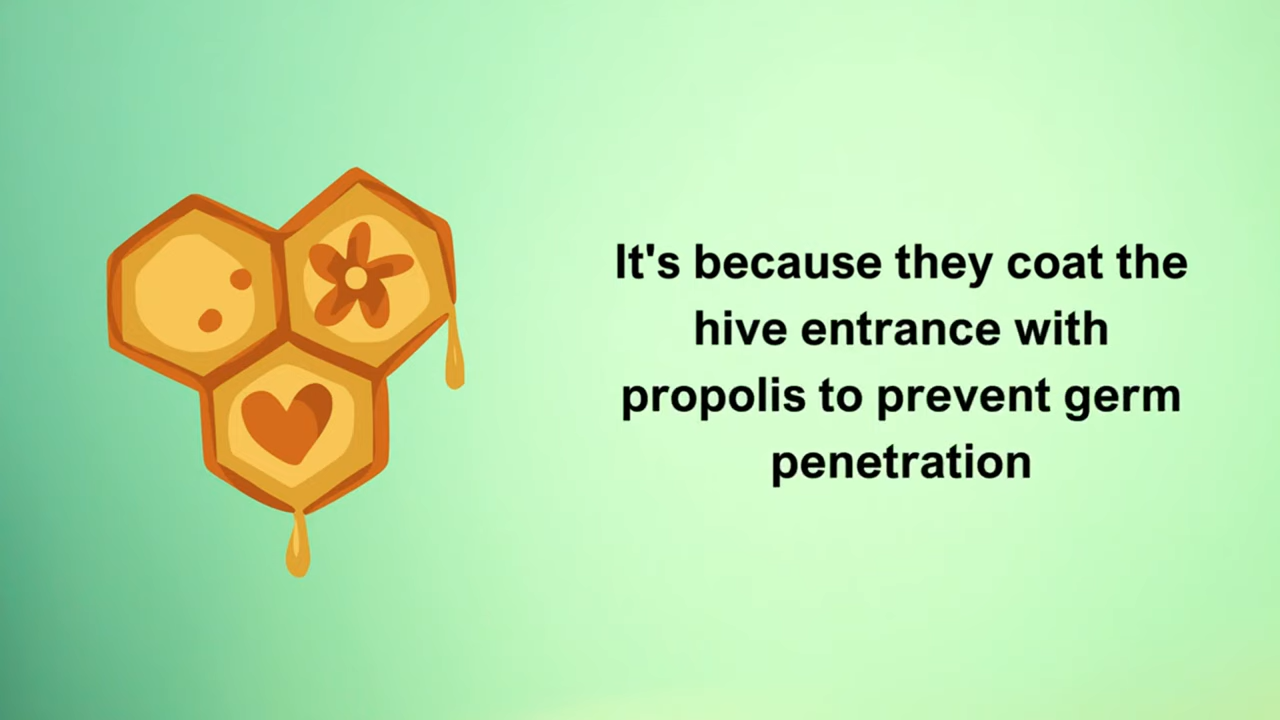 It's because they coat the
hive entrance with
propolis to prevent germ
penetration